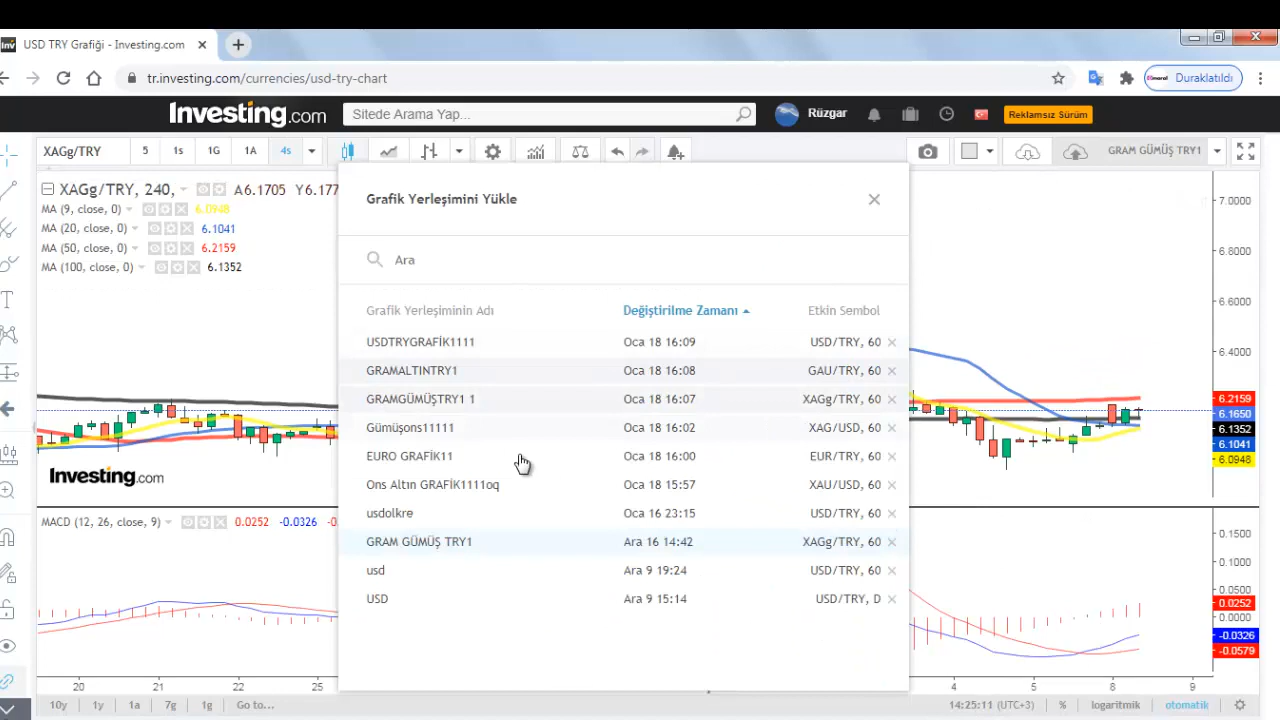 USD TRY Grafiği - Investing.com
tr.investing.com/currencies/usd-try-chart
Duraklatıldı
Investing.com
Sitede Arama Yap...
Rüzgar
Reklamsız Sürüm
XAGg/TRY 5 1s 1G 1A 4s
GRAM GÜMÜŞ TRY1
XAGg/TRY, 240, A6.1705 Y6.177
MA (9, close, 0) 6.0948
MA (20, close, 0) 6.1041
MA (50, close, 0) 6.2159
MA (100, close, 0) 6.1352
Grafik Yerleşimini Yükle
Ara
Grafik Yerleşiminin Adı Değiştirilme Zamanı Etkin Sembol
USDTRYGRAFİK1111 Oca 18 16:09 USD/TRY, 60
GRAMALTINTRY1 Oca 18 16:08 GAU/TRY, 60
GRAMGÜMÜŞTRY1 1 Oca 18 16:07 XAGg/TRY, 60
Gümüşons11111 Oca 18 16:02 XAG/USD, 60
EURO GRAFİK11 Oca 18 16:00 EUR/TRY, 60
Ons Altın GRAFİK1111oq Oca 18 15:57 XAU/USD, 60
usdolkre Oca 16 23:15 USD/TRY, 60
GRAM GÜMÜŞ TRY1 Ara 16 14:42 XAGg/TRY, 60
usd Ara 9 19:24 USD/TRY, 60
USD Ara 9 15:14 USD/TRY, D
7.0000
6.8000
6.6000
6.4000
6.2159
6.1650
6.1352
6.1041
6.0948
Investing.com
MACD (12, 26, close, 9) 0.0252 -0.0326 -0
0.1500
0.1000
0.0500
0.0252
0.0000
-0.0326
-0.0579
20 21 22 25 4 5 8 9
10y 1y 1a 7g 1g Go to... 14:25:11 (UTC+3) % logaritmik otomatik